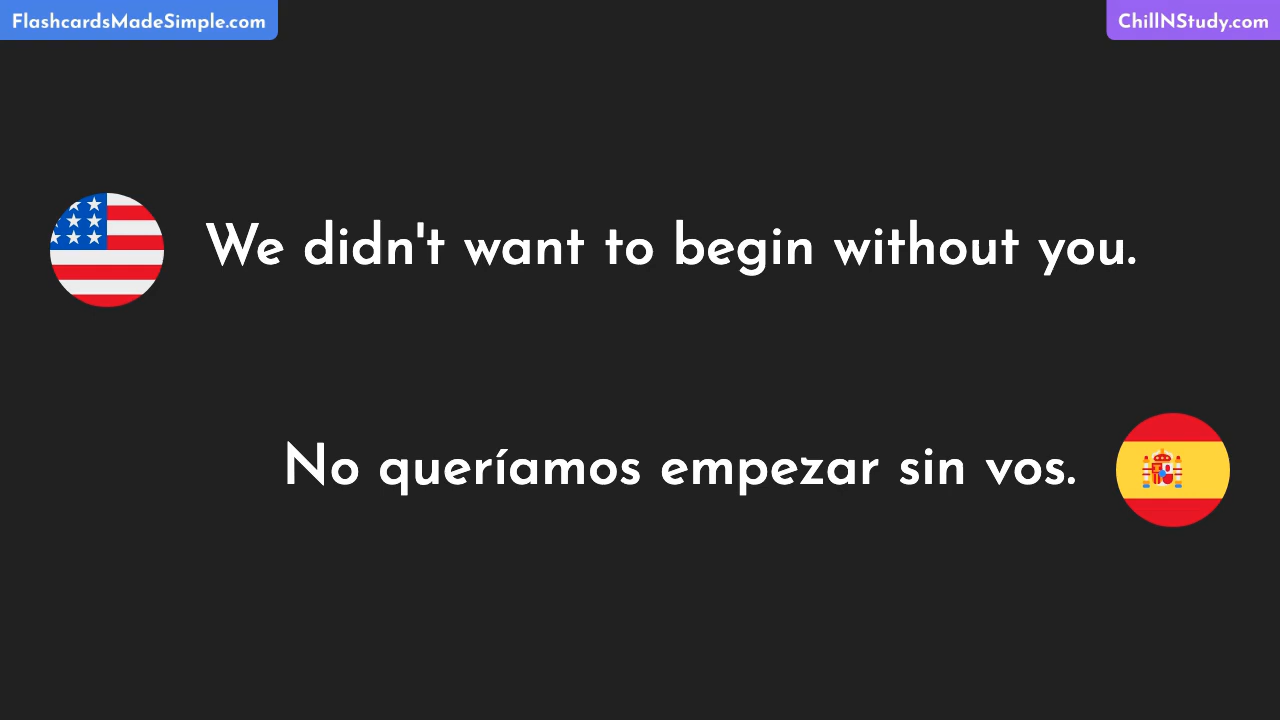 FlashcardsMadeSimple.com
ChillNStudy.com
We didn't want to begin without you.
No queríamos empezar sin vos.